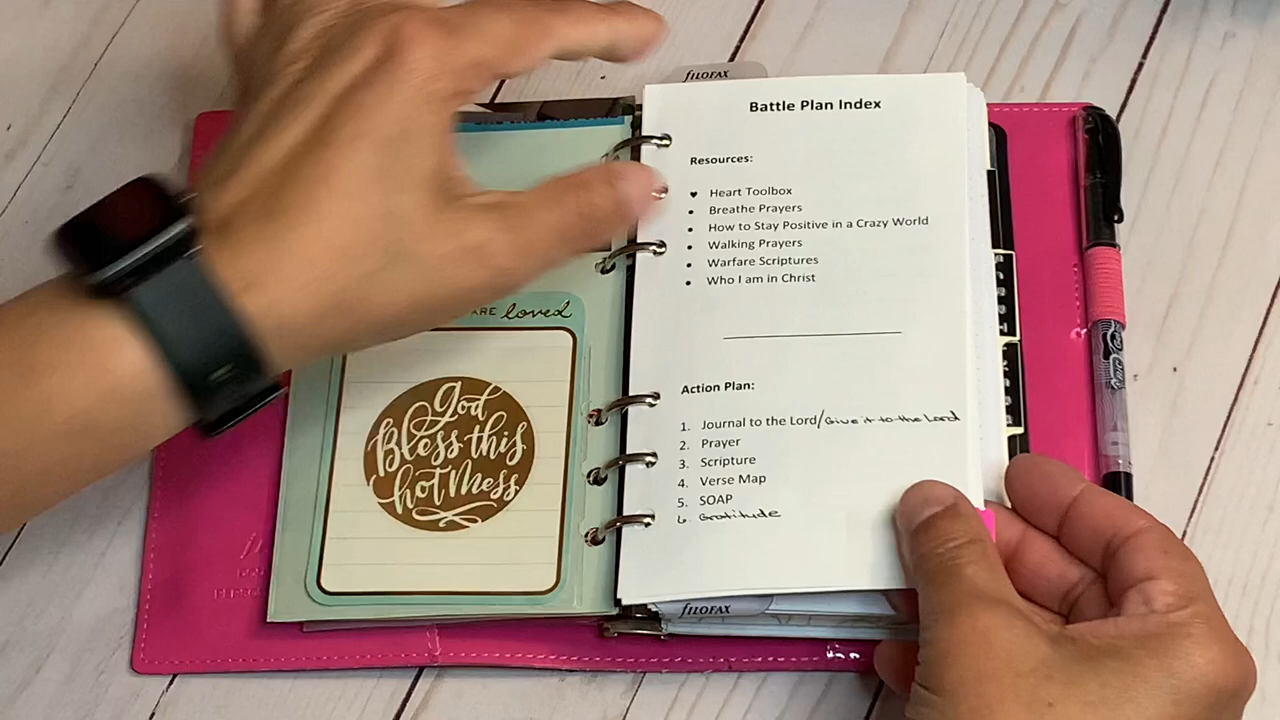 ARE loved
God
Bless this
hot Mess
FILOFAX
Battle Plan Index
Resources:
♥ Heart Toolbox
• Breathe Prayers
• How to Stay Positive in a Crazy World
• Walking Prayers
• Warfare Scriptures
• Who I am in Christ
Action Plan:
1. Journal to the Lord/Give it to the Lord
2. Prayer
3. Scripture
4. Verse Map
5. SOAP
6. Gratitude
FILOFAX
BIC